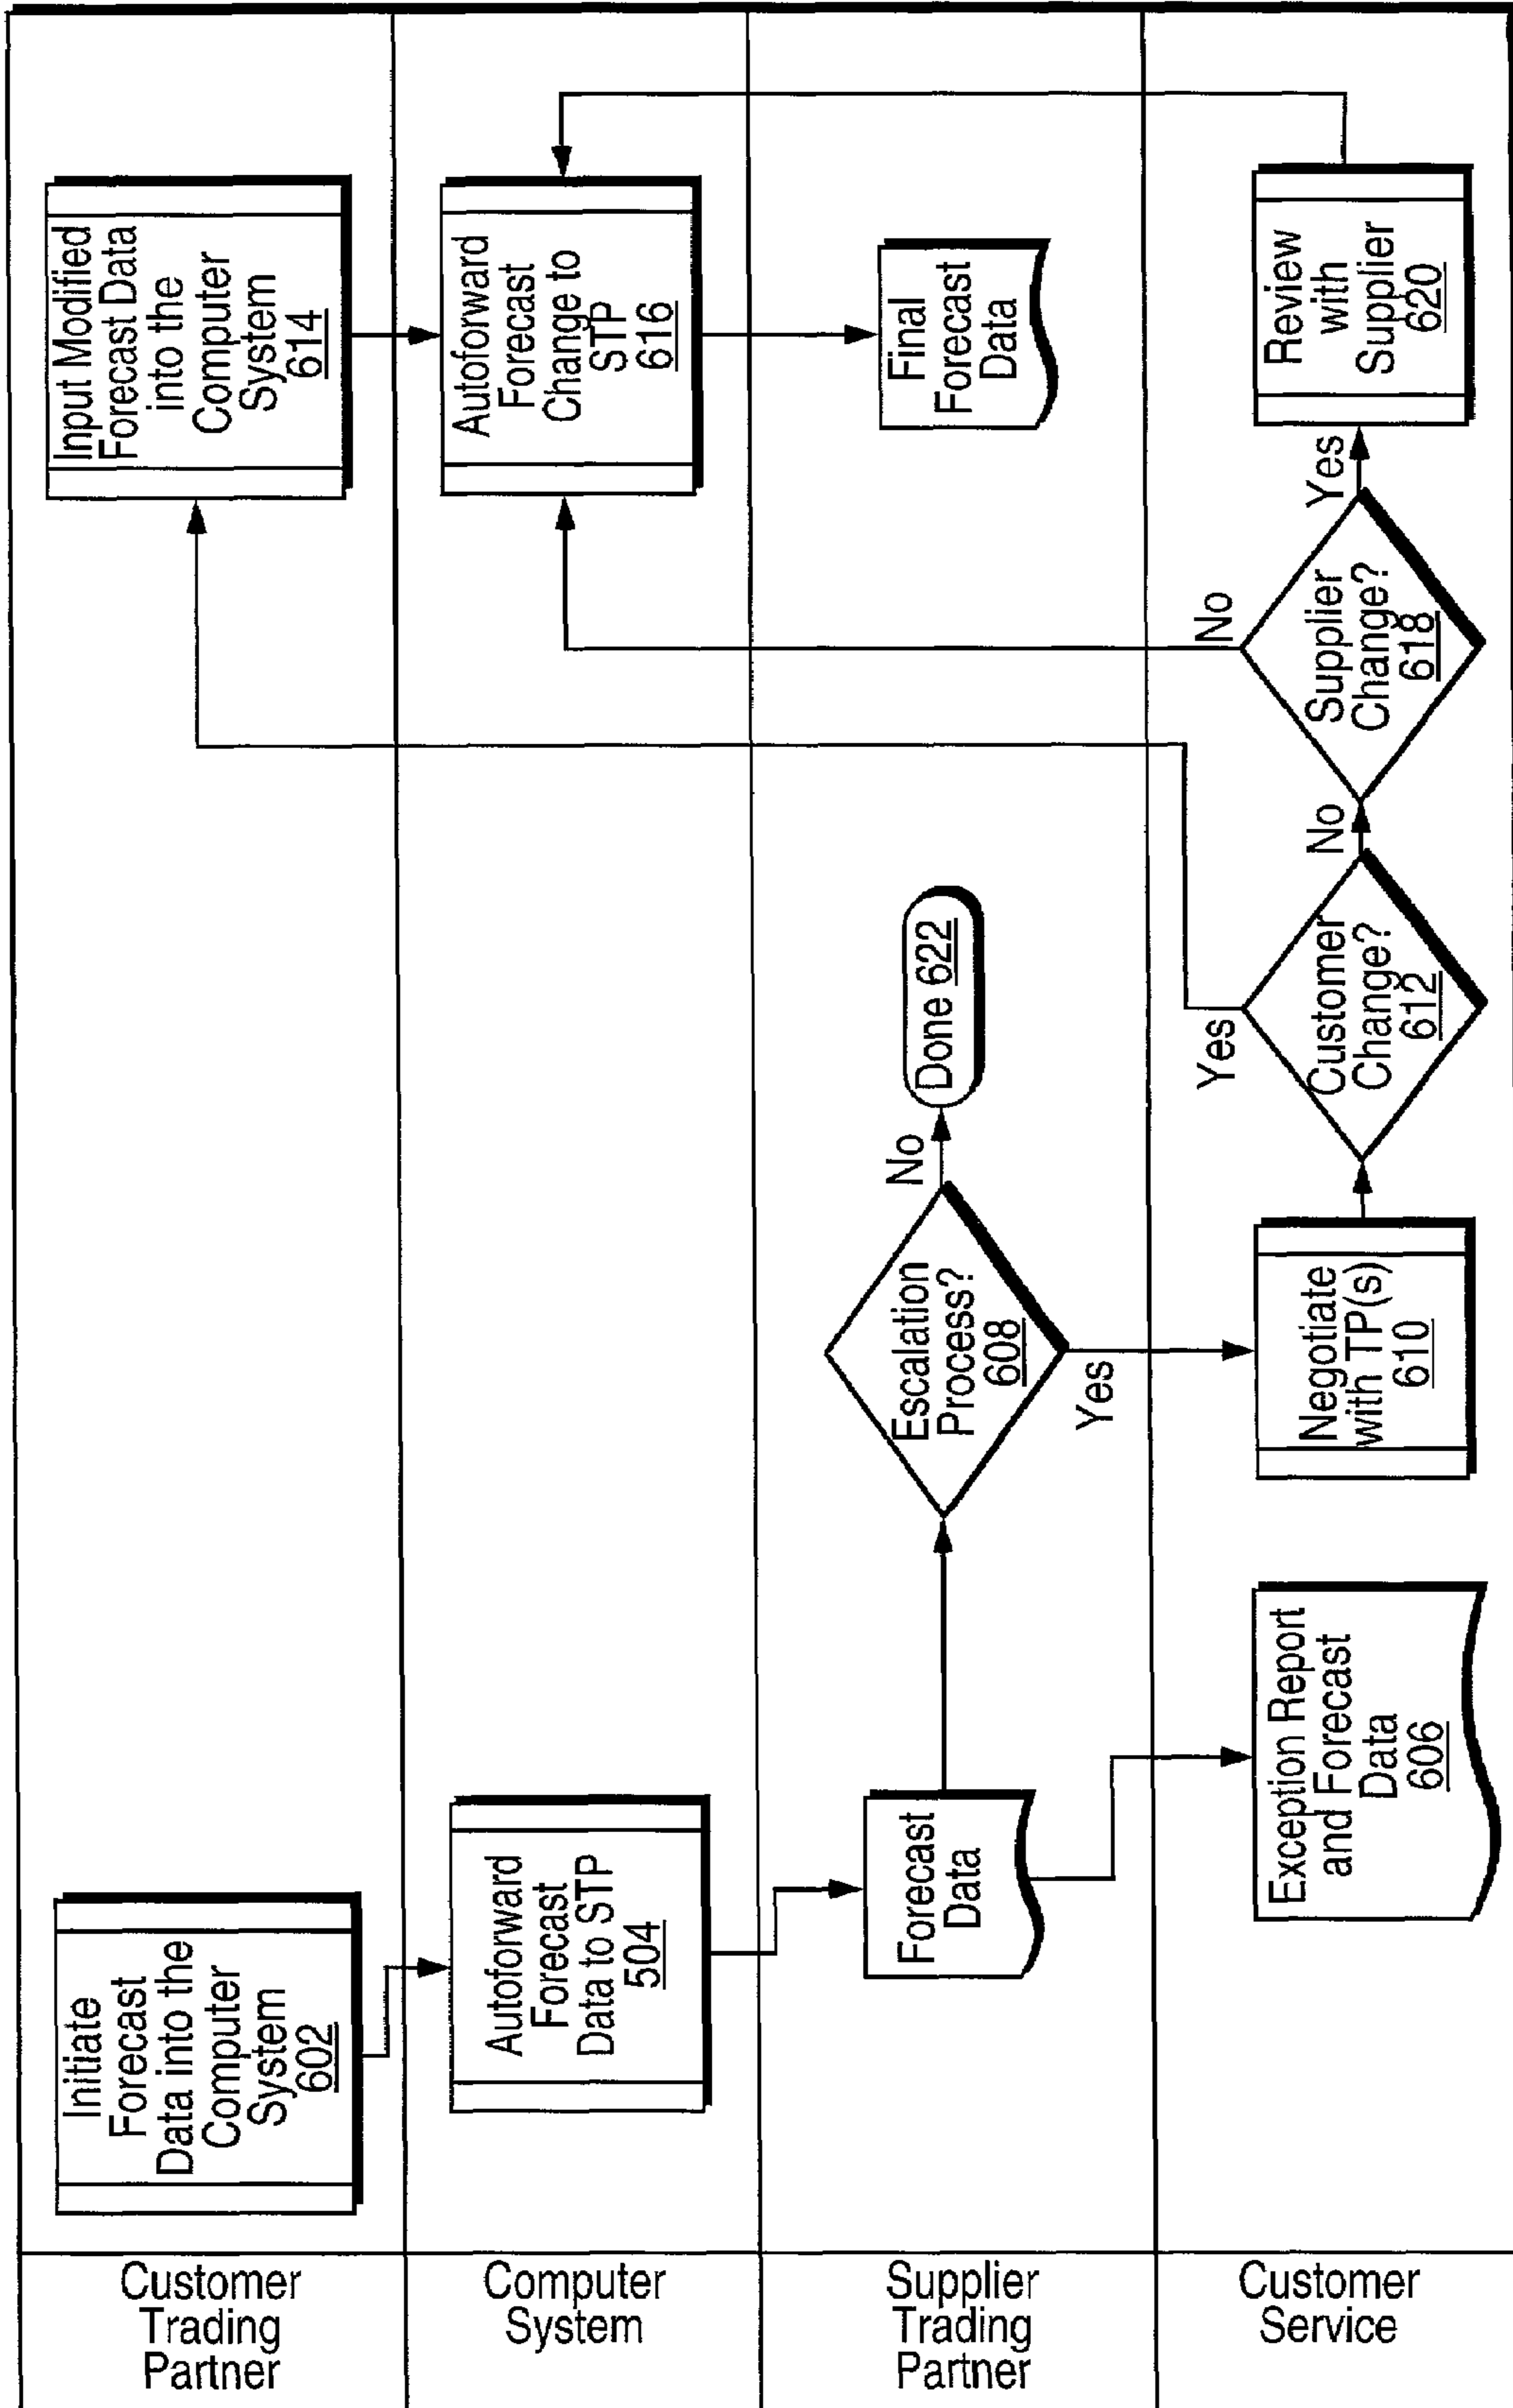 Customer
Trading
Partner
Initiate
Forecast
Data into the
Computer
System
602
Input Modified
Forecast Data
into the
Computer
System
614
Computer
System
Autoforward
Forecast
Data to STP
504
Autoforward
Forecast
Change to
STP
616
Supplier
Trading
Partner
Forecast
Data
Escalation
Process?
608
No
Yes
Done 622
Final
Forecast
Data
Customer
Service
Exception Report
and Forecast
Data
606
Negotiate
with TP(s)
610
Yes
Customer
Change?
612
No
No
Supplier
Change?
618
Yes
Review
with
Supplier
620